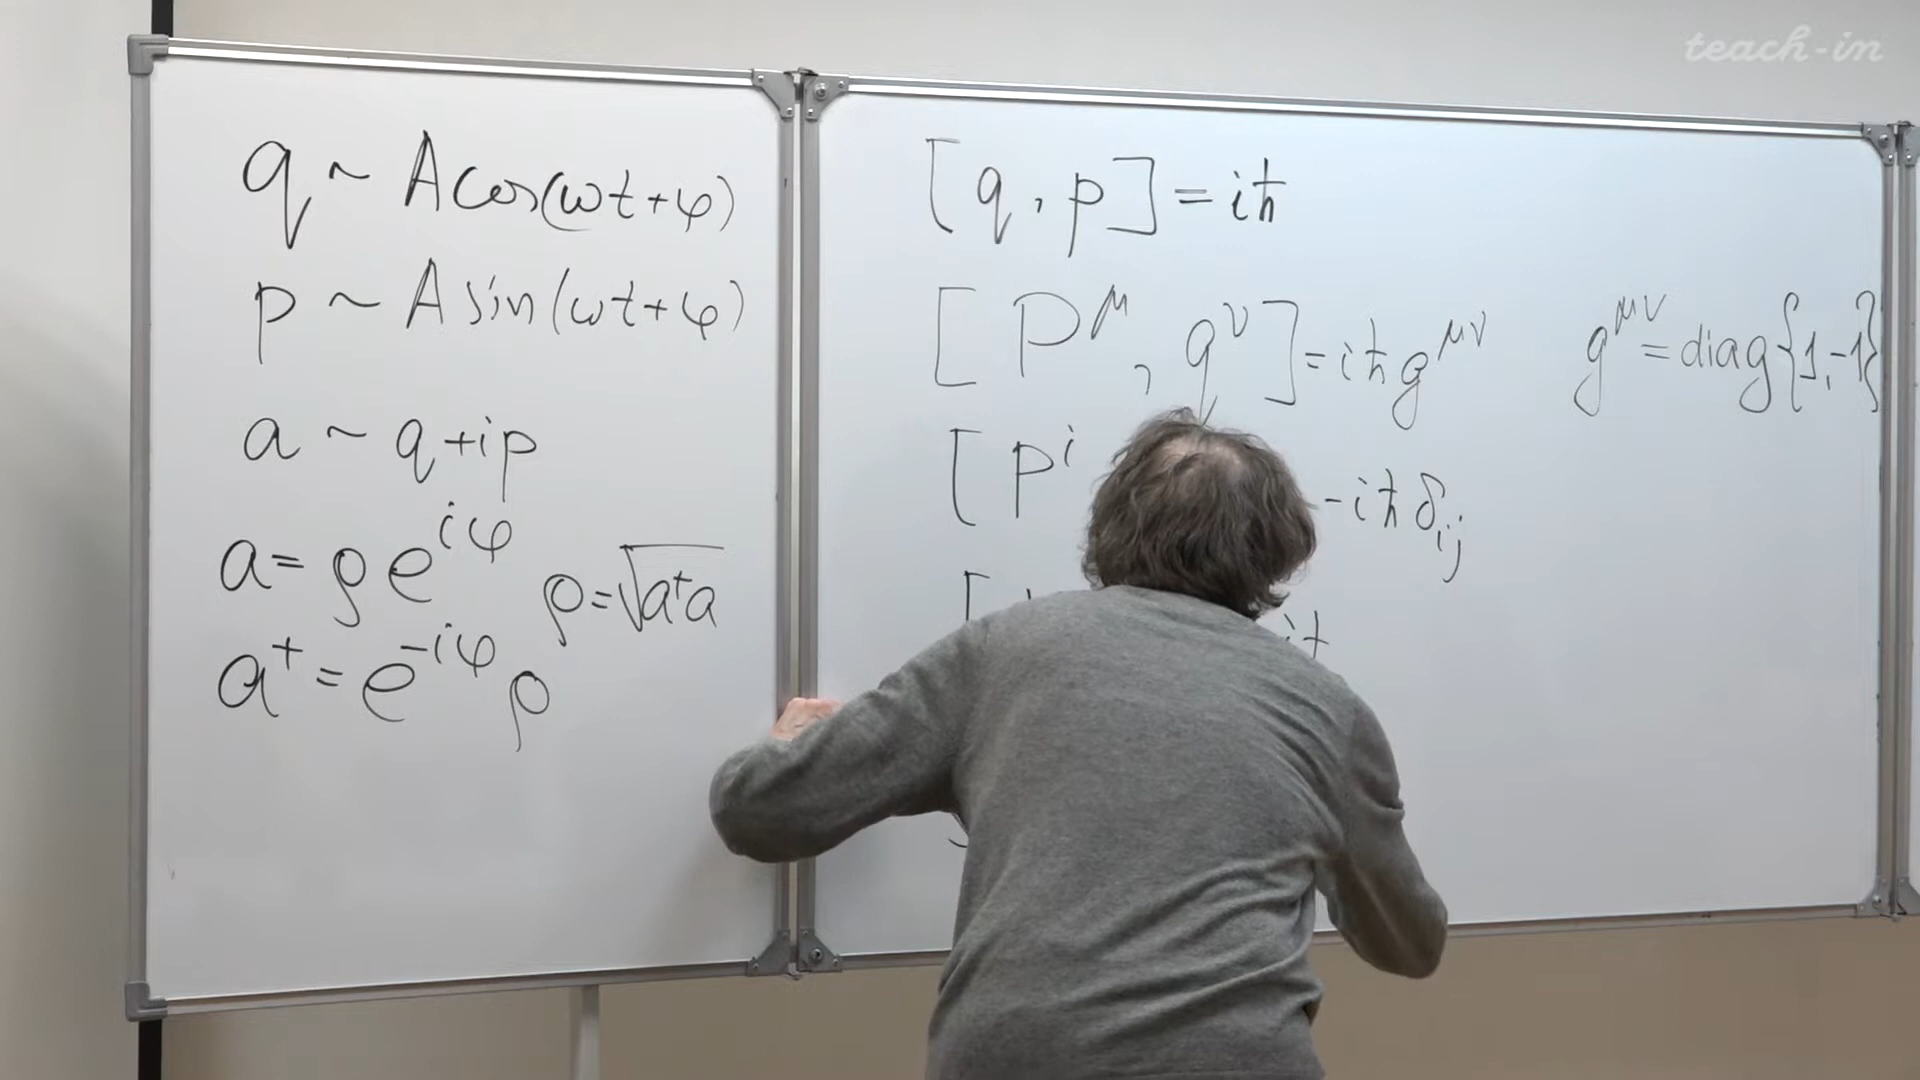 teach-in
q ~ A cos(ωt+φ)
p ~ A sin(ωt+φ)
a ~ q+ip
a = ρ e^{iφ} ρ = √a⁺a
a⁺ = e^{-iφ} ρ
[q, p] = iħ
[P^μ, q^ν] = iħ g^{μν} g^{μν} = diag{1,-1}
[p^i -iħ δ_{ij}
[ iħ